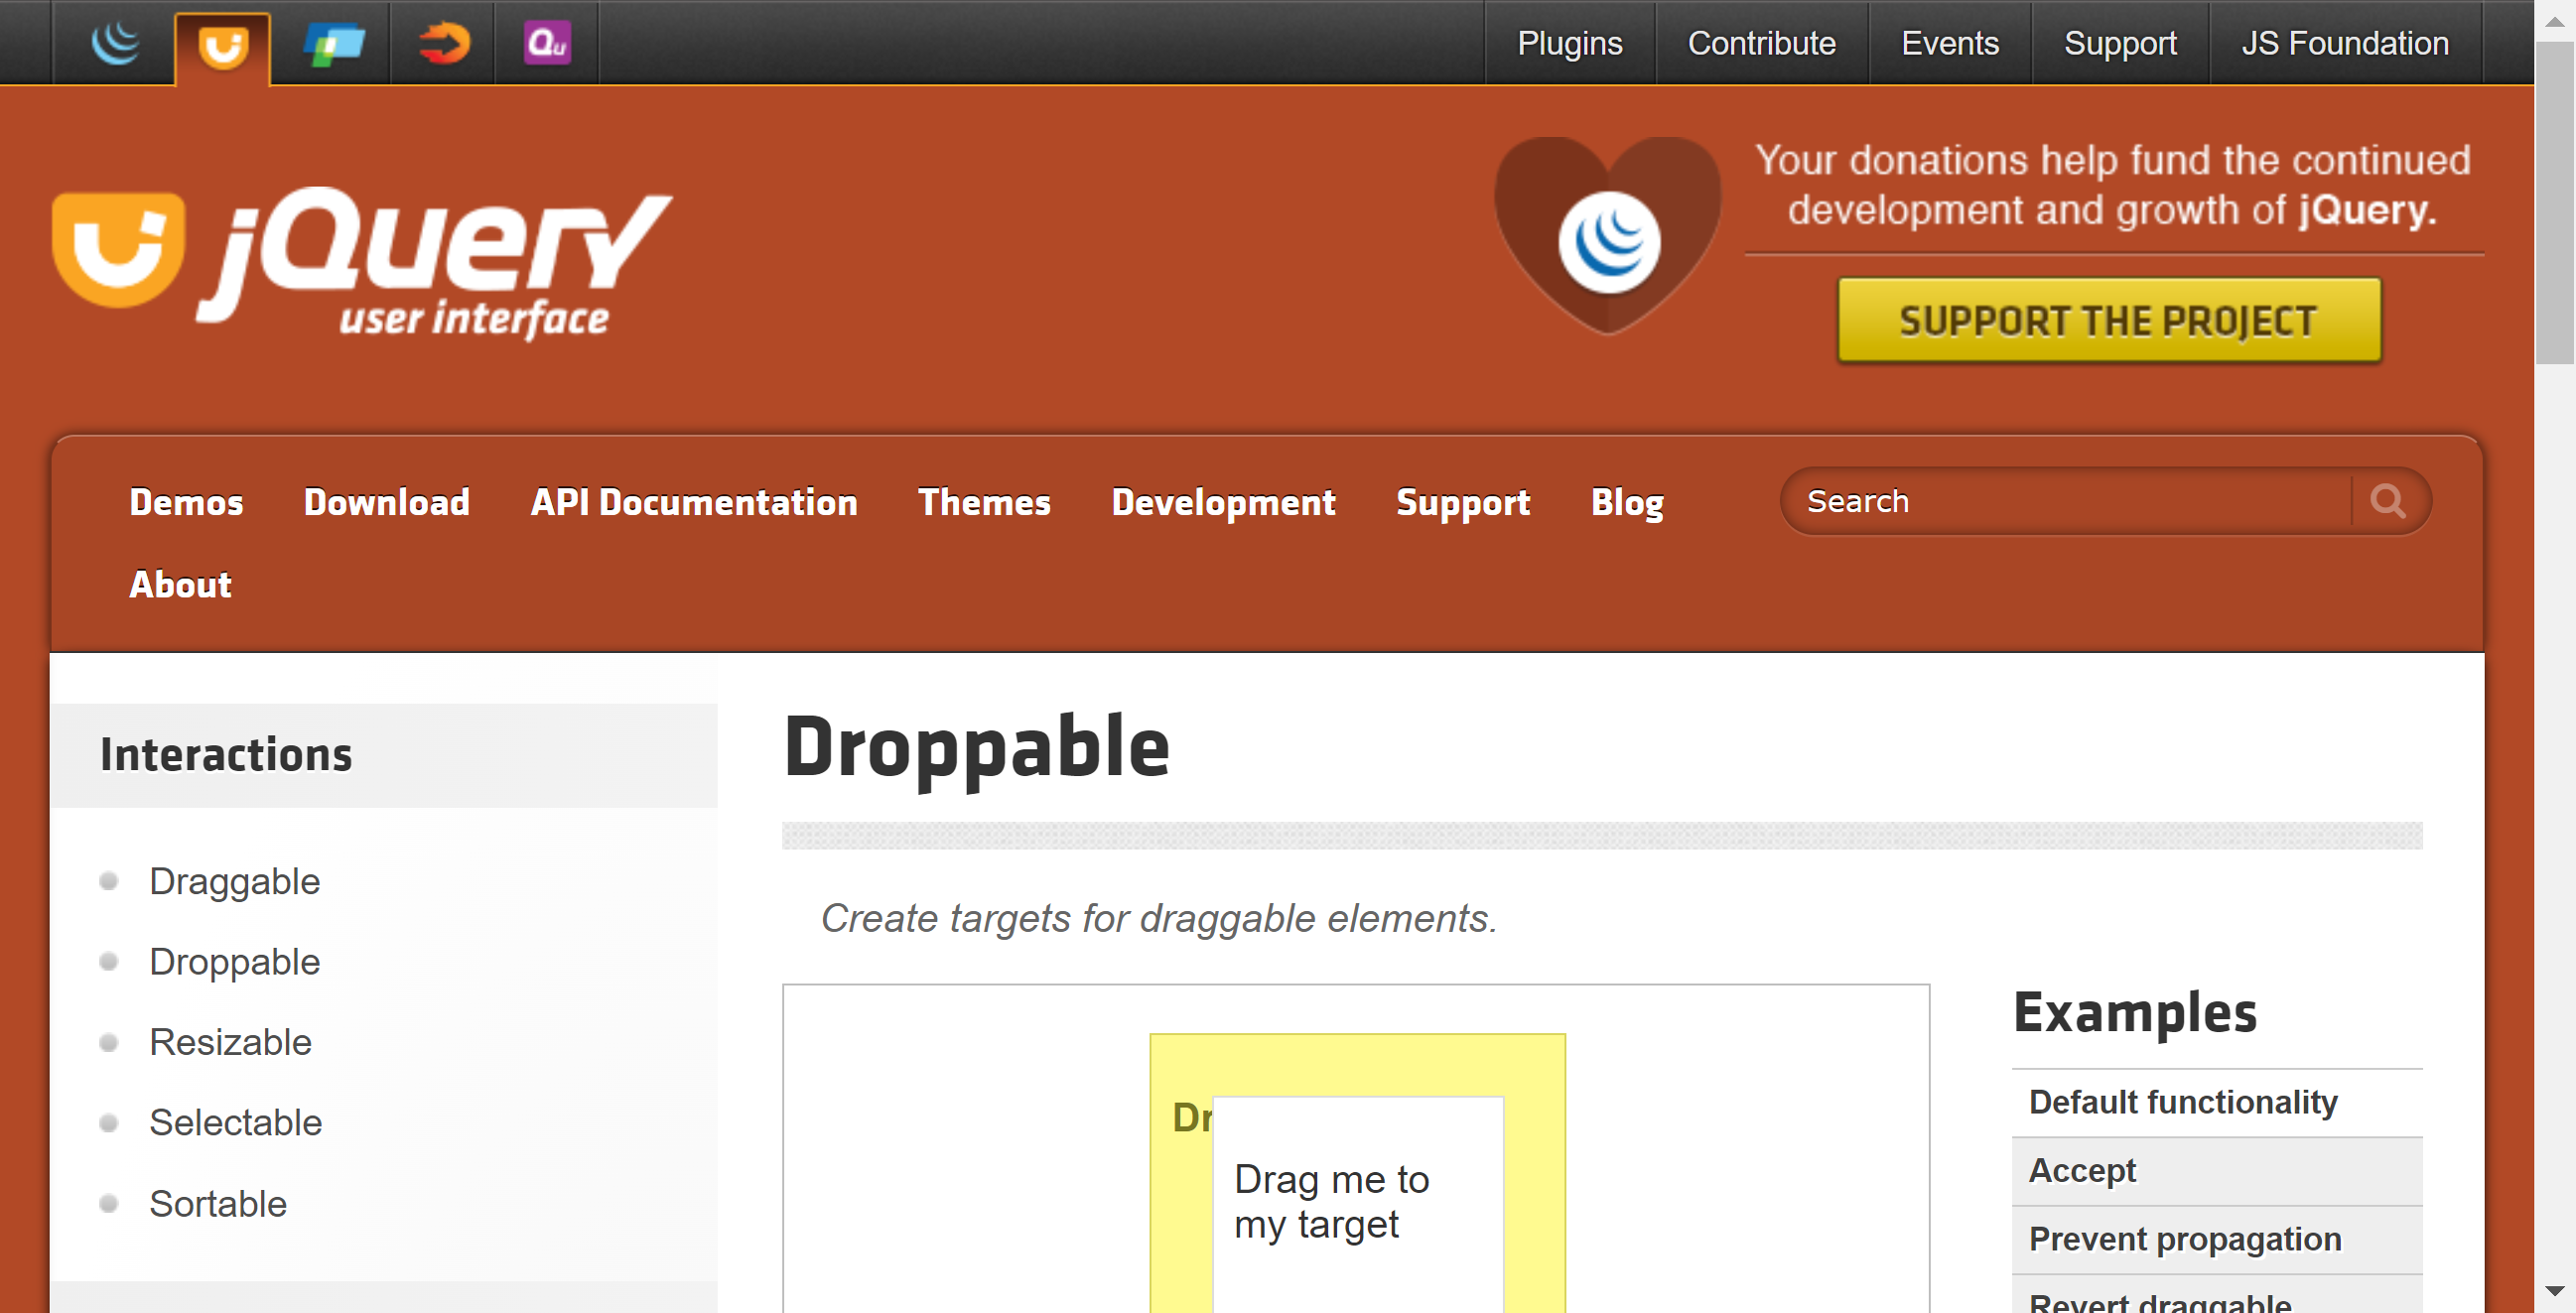 Qu
Plugins
Contribute
Events
Support
JS Foundation
jQuery
user interface
Your donations help fund the continued
development and growth of jQuery.
SUPPORT THE PROJECT
Demos
Download
API Documentation
Themes
Development
Support
Blog
Search
About
Interactions
Draggable
Droppable
Resizable
Selectable
Sortable
Droppable
Create targets for draggable elements.
Dr
Drag me to
my target
Examples
Default functionality
Accept
Prevent propagation
Revert draggable